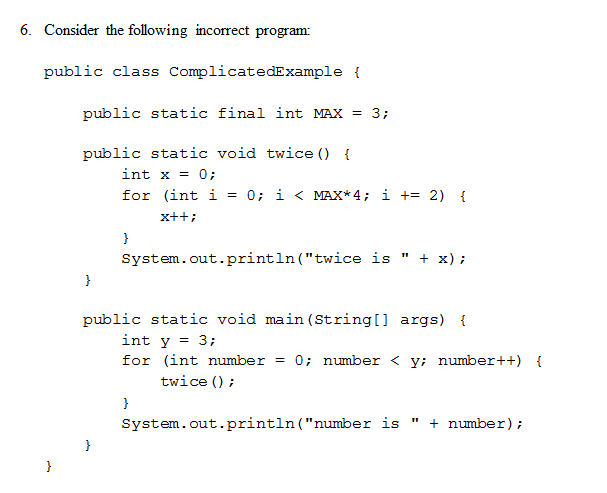 6. Consider the following incorrect program:
public class ComplicatedExample {
public static final int MAX = 3;
public static void twice() {
int x = 0;
for (int i = 0; i < MAX*4; i += 2) {
x++;
}
System.out.println("twice is " + x);
}
public static void main(String[] args) {
int y = 3;
for (int number = 0; number < y; number++) {
twice();
}
System.out.println("number is " + number);
}
}